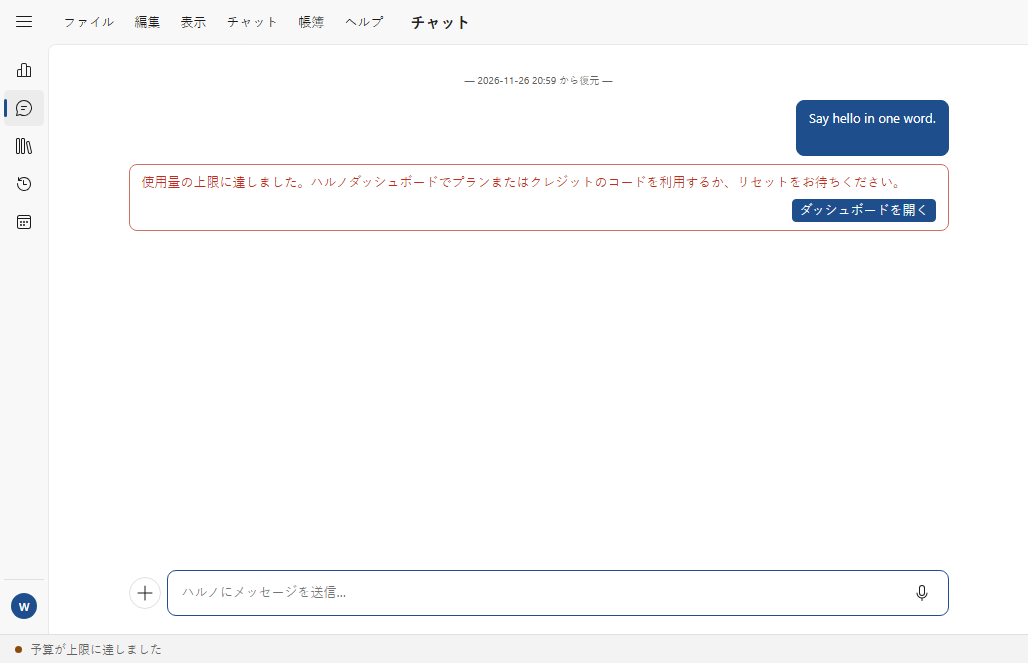 ファイル 編集 表示 チャット 帳簿 ヘルプ チャット
— 2026-11-26 20:59 から復元 —
Say hello in one word.
使用量の上限に達しました。ハルノダッシュボードでプランまたはクレジットのコードを利用するか、リセットをお待ちください。
ダッシュボードを開く
ハルノにメッセージを送信...
W
予算が上限に達しました